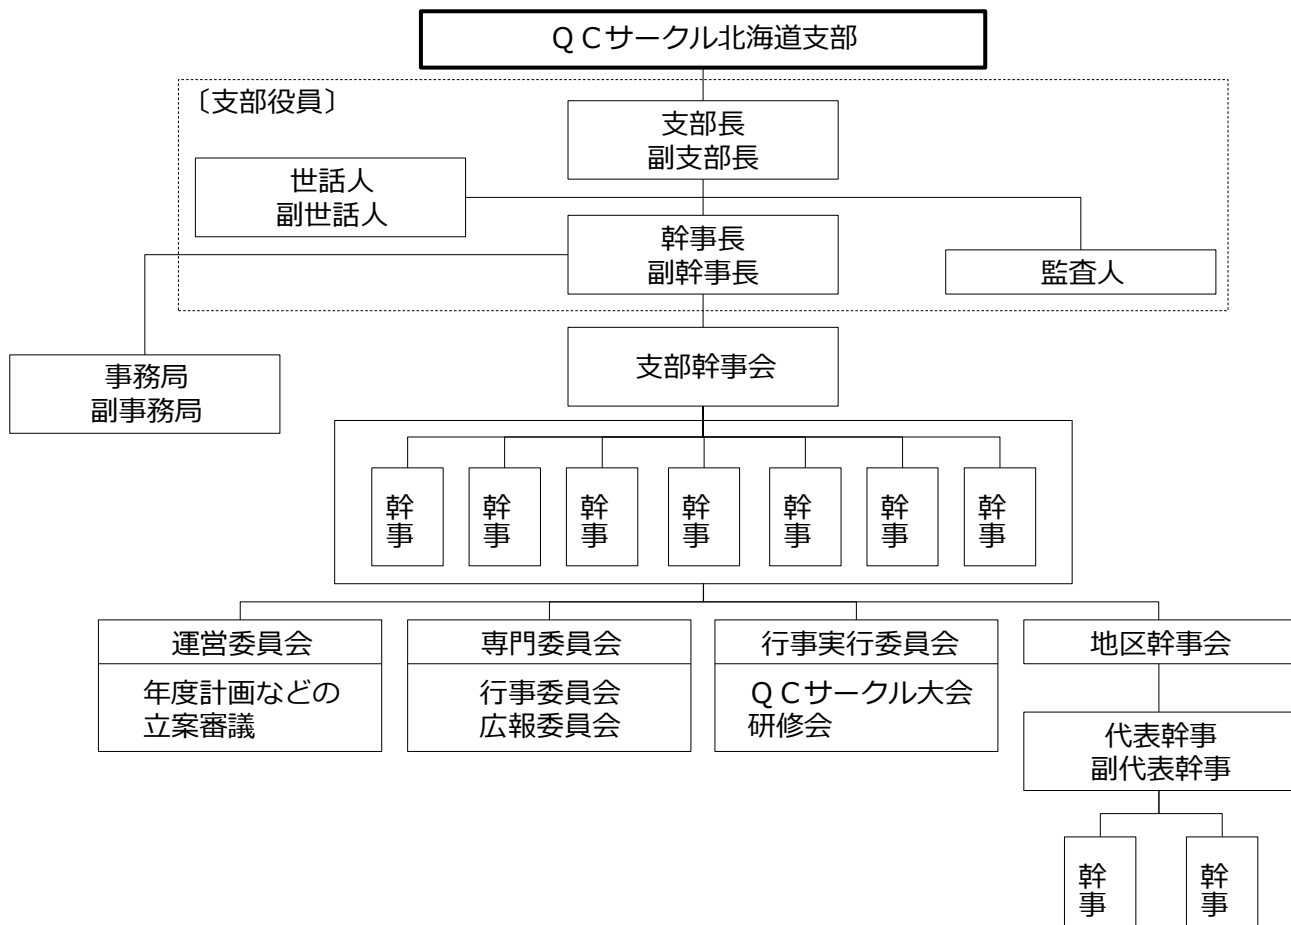 ＱＣサークル北海道支部
〔支部役員〕
支部長
副支部長
世話人
副世話人
幹事長
副幹事長
監査人
支部幹事会
事務局
副事務局
幹事
幹事
幹事
幹事
幹事
幹事
幹事
運営委員会
年度計画などの
立案審議
専門委員会
行事委員会
広報委員会
行事実行委員会
ＱＣサークル大会
研修会
地区幹事会
代表幹事
副代表幹事
幹事
幹事